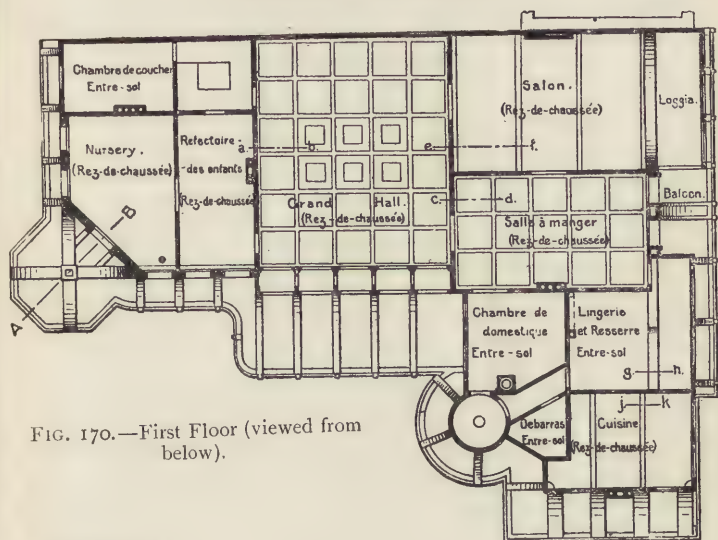 Chambre de coucher
Entre-sol
Nursery.
(Rez-de-chaussée)
Refectoire
des enfants
(Rez-de-chaussée)
a.
b.
e.
f.
c.
d.
Grand Hall.
(Rez-de-chaussée)
Salon.
(Rez-de-chaussée)
Loggia.
Balcon.
Salle à manger
(Rez-de-chaussée)
Chambre de
domestique
Entre-sol
Lingerie
et Resserre
Entre-sol
g.
n.
j.
k
Debarras
Entre-sol
Cuisine
(Rez-de-chaussée)
A
B
FIG. 170.—First Floor (viewed from
below).